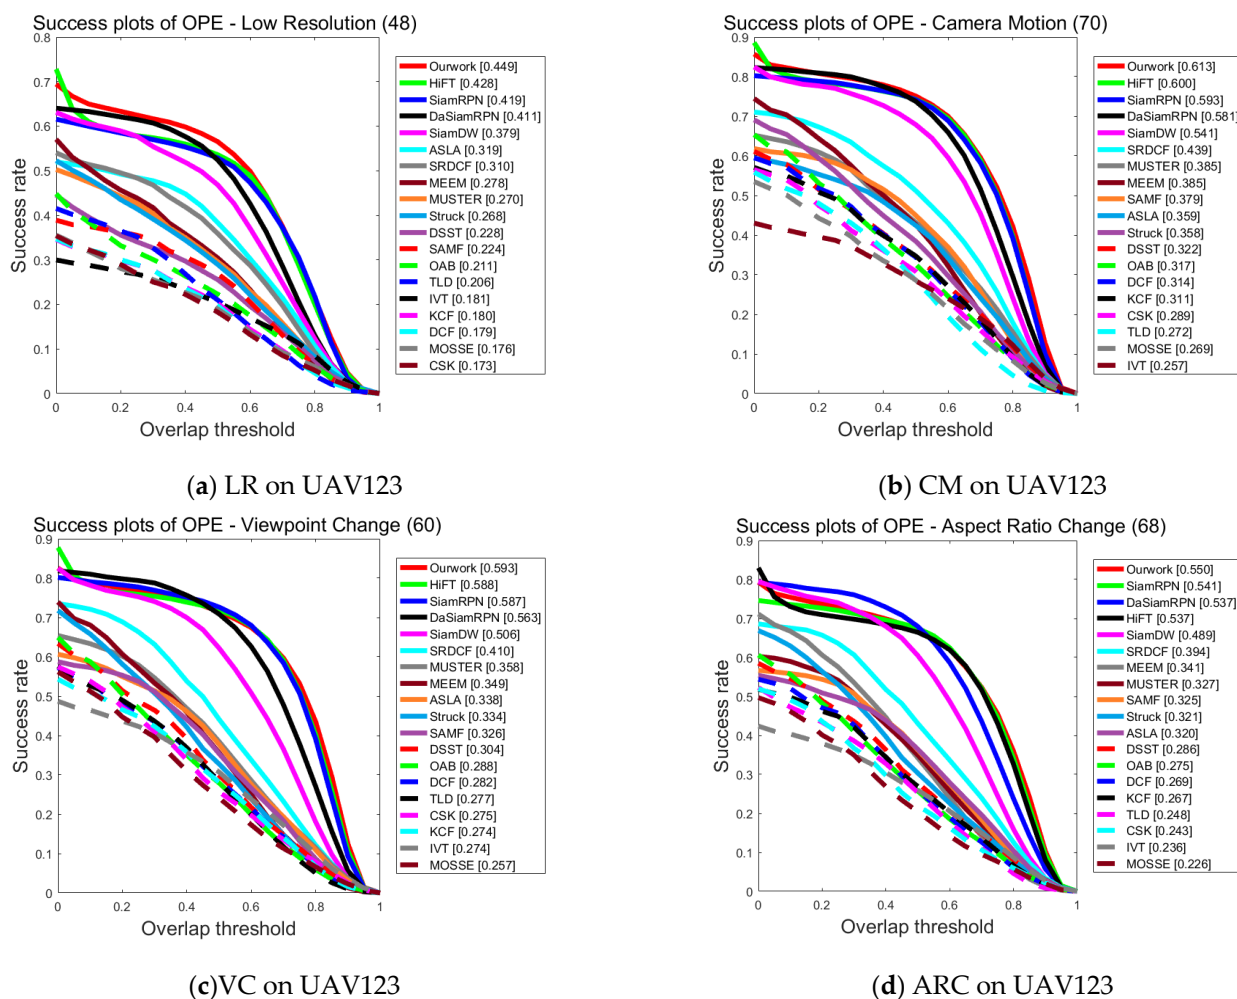 Success plots of OPE - Low Resolution (48)
0.8
0.7
0.6
0.5
0.4
0.3
0.2
0.1
0
Success rate
0
0.2
0.4
0.6
0.8
1
Overlap threshold
Ourwork [0.449]
HiFT [0.428]
SiamRPN [0.419]
DaSiamRPN [0.411]
SiamDW [0.379]
ASLA [0.319]
SRDCF [0.310]
MEEM [0.278]
MUSTER [0.270]
Struck [0.268]
DSST [0.228]
SAMF [0.224]
OAB [0.211]
TLD [0.206]
IVT [0.181]
KCF [0.180]
DCF [0.179]
MOSSE [0.176]
CSK [0.173]
(a) LR on UAV123
Success plots of OPE - Camera Motion (70)
0.9
0.8
0.7
0.6
0.5
0.4
0.3
0.2
0.1
0
Success rate
0
0.2
0.4
0.6
0.8
1
Overlap threshold
Ourwork [0.613]
HiFT [0.600]
SiamRPN [0.593]
DaSiamRPN [0.581]
SiamDW [0.541]
SRDCF [0.439]
MUSTER [0.385]
MEEM [0.385]
SAMF [0.379]
ASLA [0.359]
Struck [0.358]
DSST [0.322]
OAB [0.317]
DCF [0.314]
KCF [0.311]
CSK [0.289]
TLD [0.272]
MOSSE [0.269]
IVT [0.257]
(b) CM on UAV123
Success plots of OPE - Viewpoint Change (60)
0.9
0.8
0.7
0.6
0.5
0.4
0.3
0.2
0.1
0
Success rate
0
0.2
0.4
0.6
0.8
1
Overlap threshold
Ourwork [0.593]
HiFT [0.588]
SiamRPN [0.587]
DaSiamRPN [0.563]
SiamDW [0.506]
SRDCF [0.410]
MUSTER [0.358]
MEEM [0.349]
ASLA [0.338]
Struck [0.334]
SAMF [0.326]
DSST [0.304]
OAB [0.288]
DCF [0.282]
TLD [0.277]
CSK [0.275]
KCF [0.274]
IVT [0.274]
MOSSE [0.257]
(c)VC on UAV123
Success plots of OPE - Aspect Ratio Change (68)
0.9
0.8
0.7
0.6
0.5
0.4
0.3
0.2
0.1
0
Success rate
0
0.2
0.4
0.6
0.8
1
Overlap threshold
Ourwork [0.550]
SiamRPN [0.541]
DaSiamRPN [0.537]
HiFT [0.537]
SiamDW [0.489]
SRDCF [0.394]
MEEM [0.341]
MUSTER [0.327]
SAMF [0.325]
Struck [0.321]
ASLA [0.320]
DSST [0.286]
OAB [0.275]
DCF [0.269]
KCF [0.267]
TLD [0.248]
CSK [0.243]
IVT [0.236]
MOSSE [0.226]
(d) ARC on UAV123